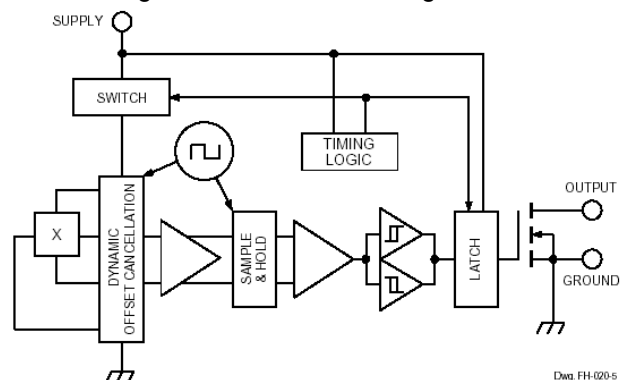 SUPPLY
SWITCH
TIMING
LOGIC
X
DYNAMIC
OFFSET CANCELLATION
SAMPLE
& HOLD
LATCH
OUTPUT
GROUND
Dwg. FH-020-5